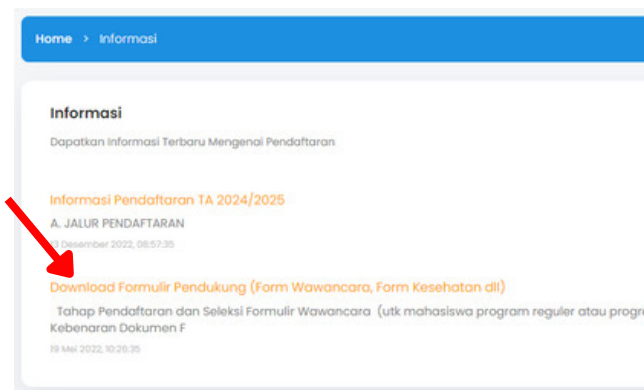 Home > Informasi
Informasi
Dapatkan Informasi Terbaru Mengenai Pendaftaran
Informasi Pendaftaran TA 2024/2025
A. JALUR PENDAFTARAN
13 Desember 2022, 08:57:35
Download Formulir Pendukung (Form Wawancara, Form Kesehatan dll)
Tahap Pendaftaran dan Seleksi Formulir Wawancara (utk mahasiswa program reguler atau progra
Kebenaran Dokumen F
19 Mei 2022, 10:26:35